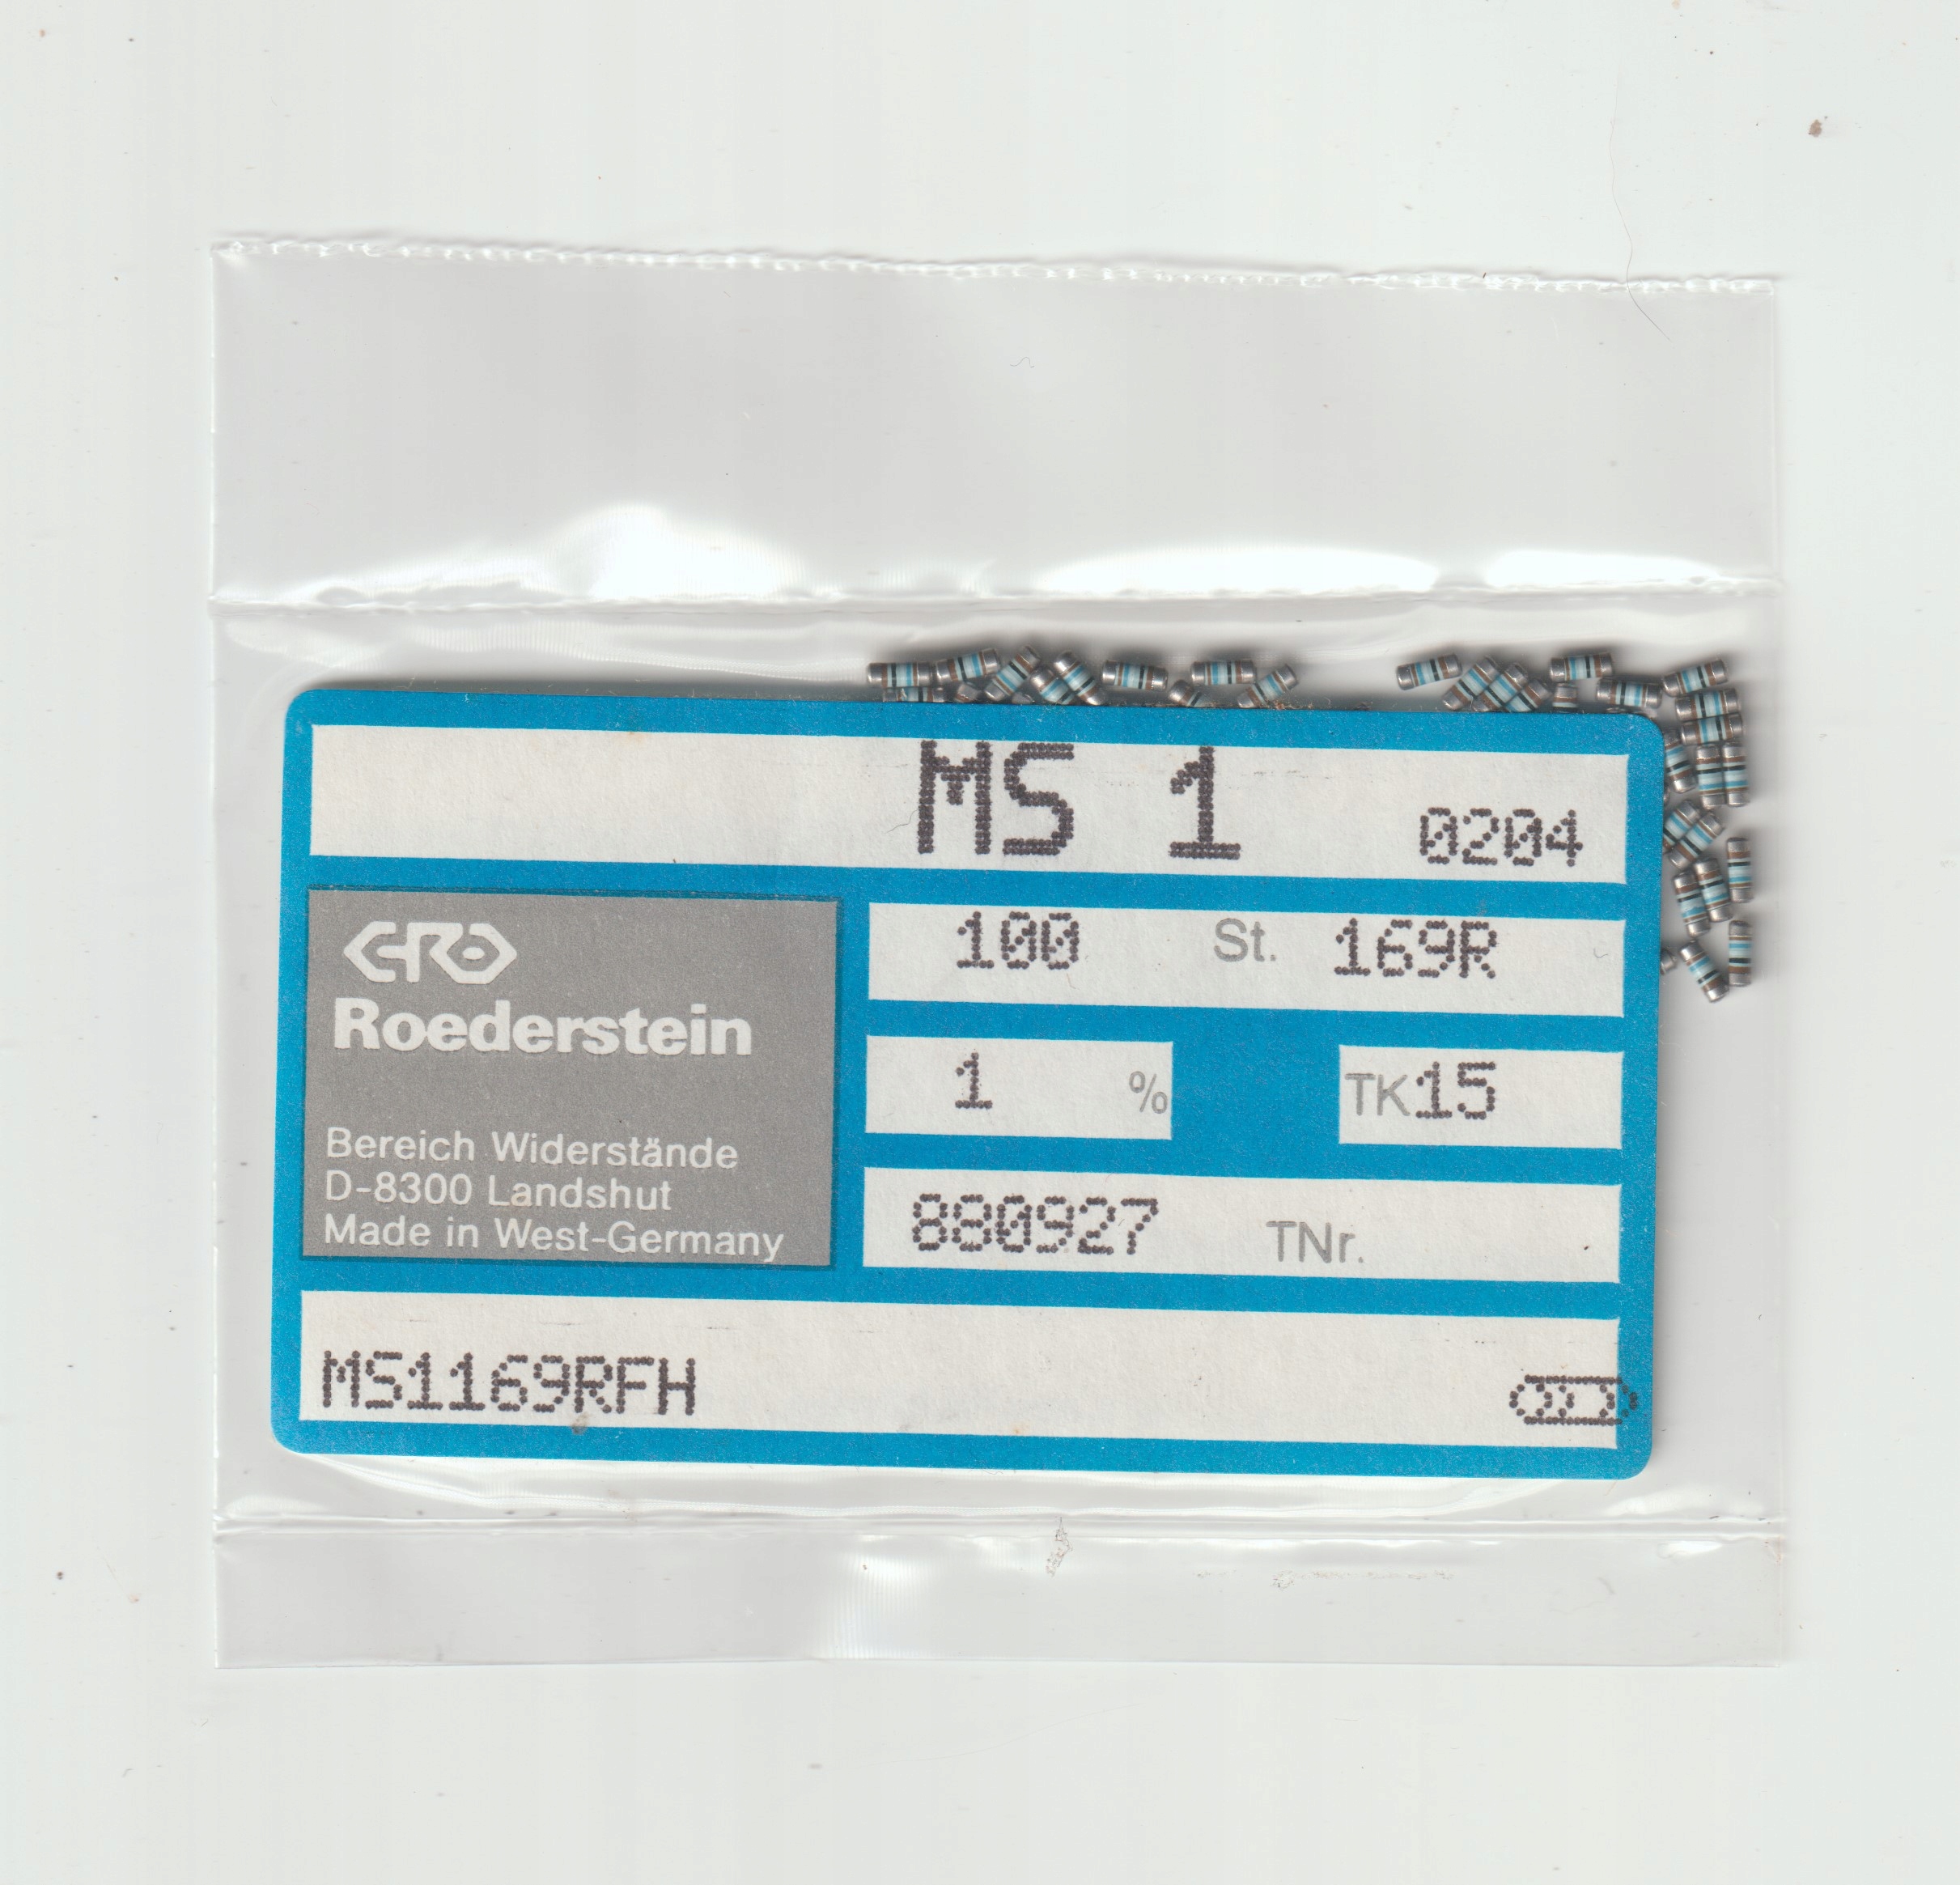 MS 1 0204
ERO
Roederstein
Bereich Widerstände
D-8300 Landshut
Made in West-Germany
100 St. 169R
1 % TK15
880927 TNr.
MS1169RFH